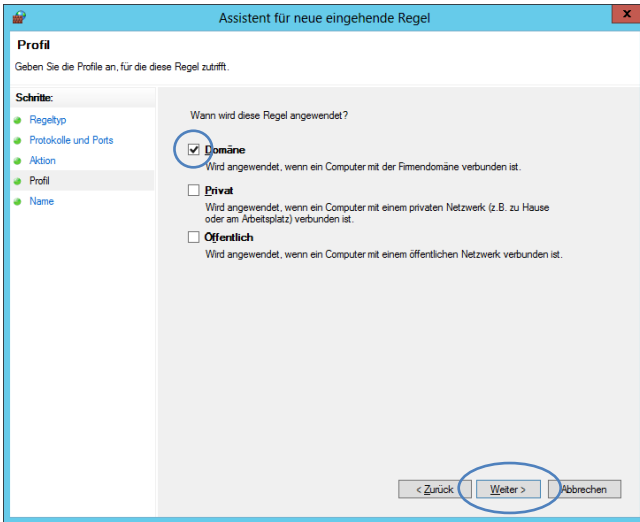 Assistent für neue eingehende Regel
x
Profil
Geben Sie die Profile an, für die diese Regel zutrifft.
Schritte:
Regeltyp
Protokolle und Ports
Aktion
Profil
Name
Wann wird diese Regel angewendet?
Domäne
Wird angewendet, wenn ein Computer mit der Firmendomäne verbunden ist.
Privat
Wird angewendet, wenn ein Computer mit einem privaten Netzwerk (z.B. zu Hause
oder am Arbeitsplatz) verbunden ist.
Öffentlich
Wird angewendet, wenn ein Computer mit einem öffentlichen Netzwerk verbunden ist.
< Zurück
Weiter >
Abbrechen